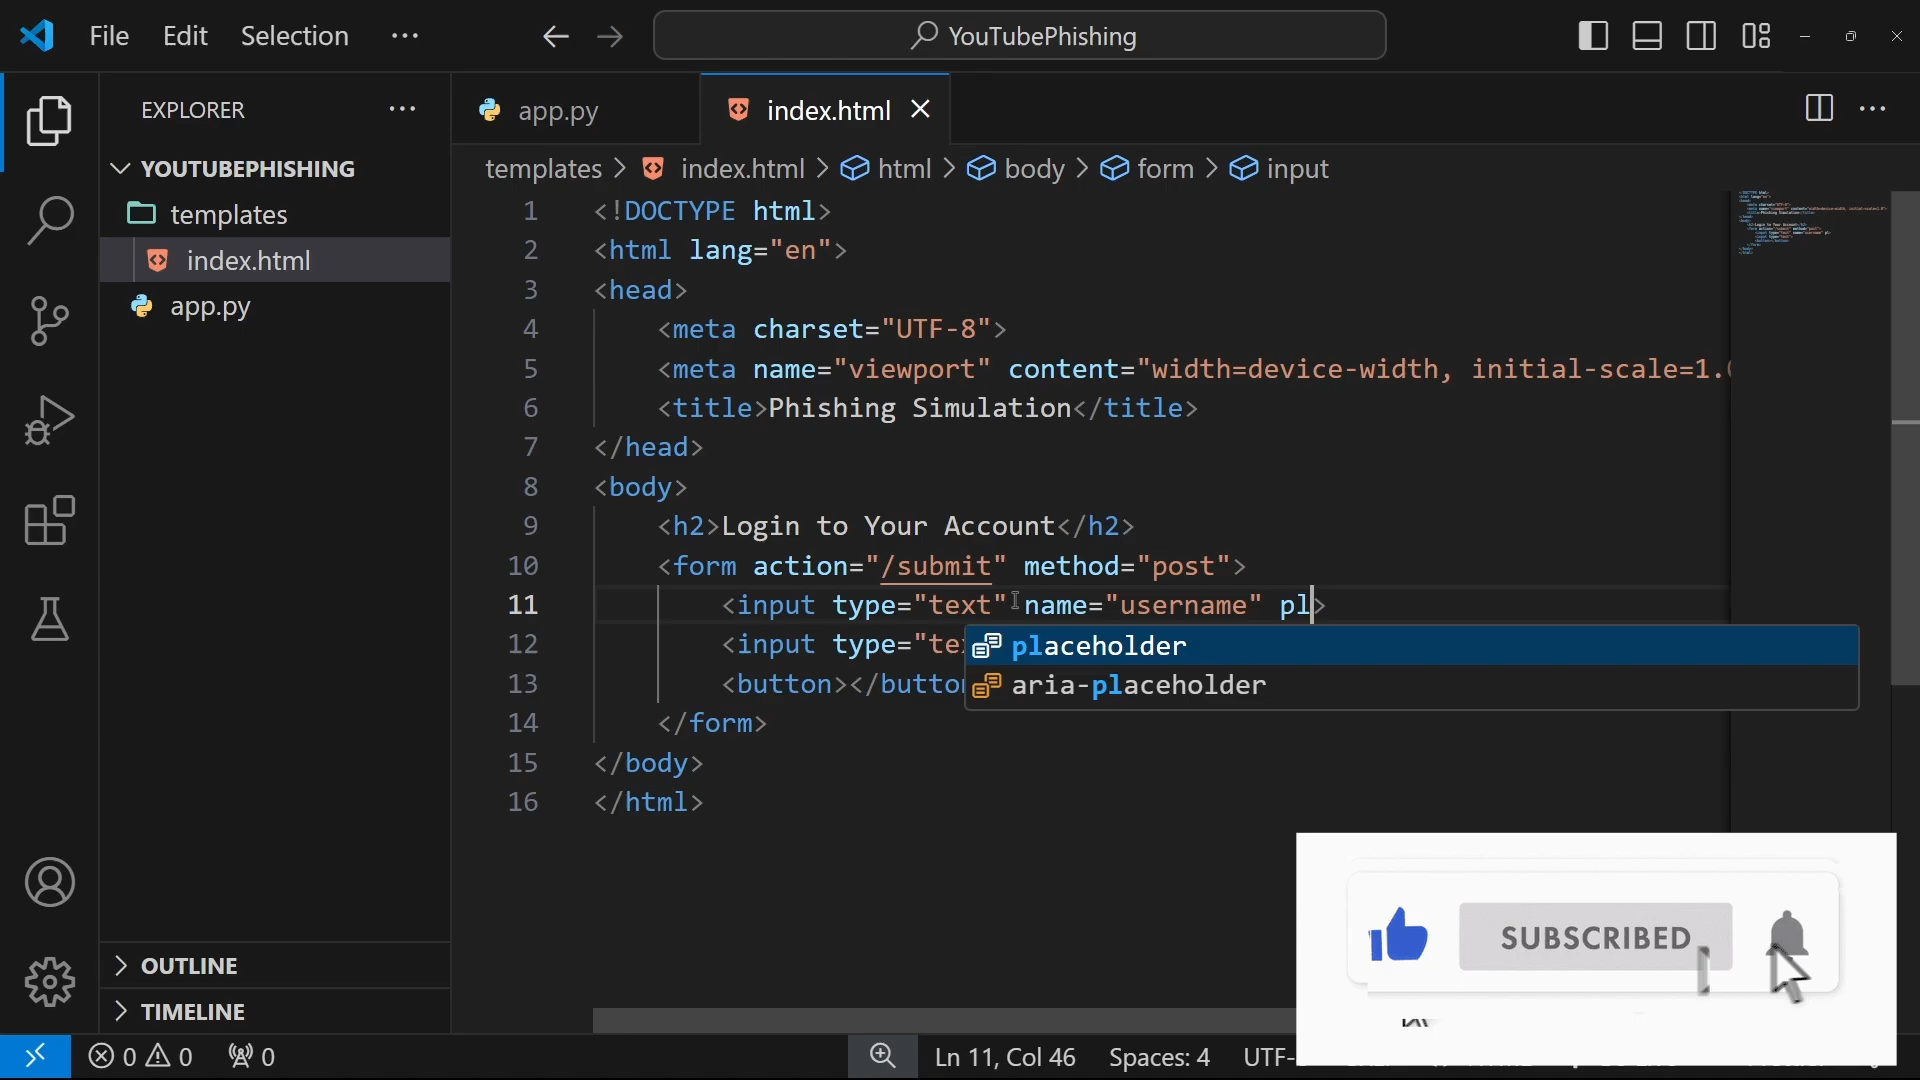 File Edit Selection ···
YouTubePhishing
EXPLORER ···
YOUTUBEPHISHING
templates
index.html
app.py
OUTLINE
TIMELINE
app.py
index.html
templates > index.html > html > body > form > input
1 <!DOCTYPE html>
2 <html lang="en">
3 <head>
4 <meta charset="UTF-8">
5 <meta name="viewport" content="width=device-width, initial-scale=1.
6 <title>Phishing Simulation</title>
7 </head>
8 <body>
9 <h2>Login to Your Account</h2>
10 <form action="/submit" method="post">
11 <input type="text" name="username" pl>
12 <input type="te
placeholder
13 <button></butto
aria-placeholder
14 </form>
15 </body>
16 </html>
SUBSCRIBED
0 0 0
Ln 11, Col 46 Spaces: 4 UTF-